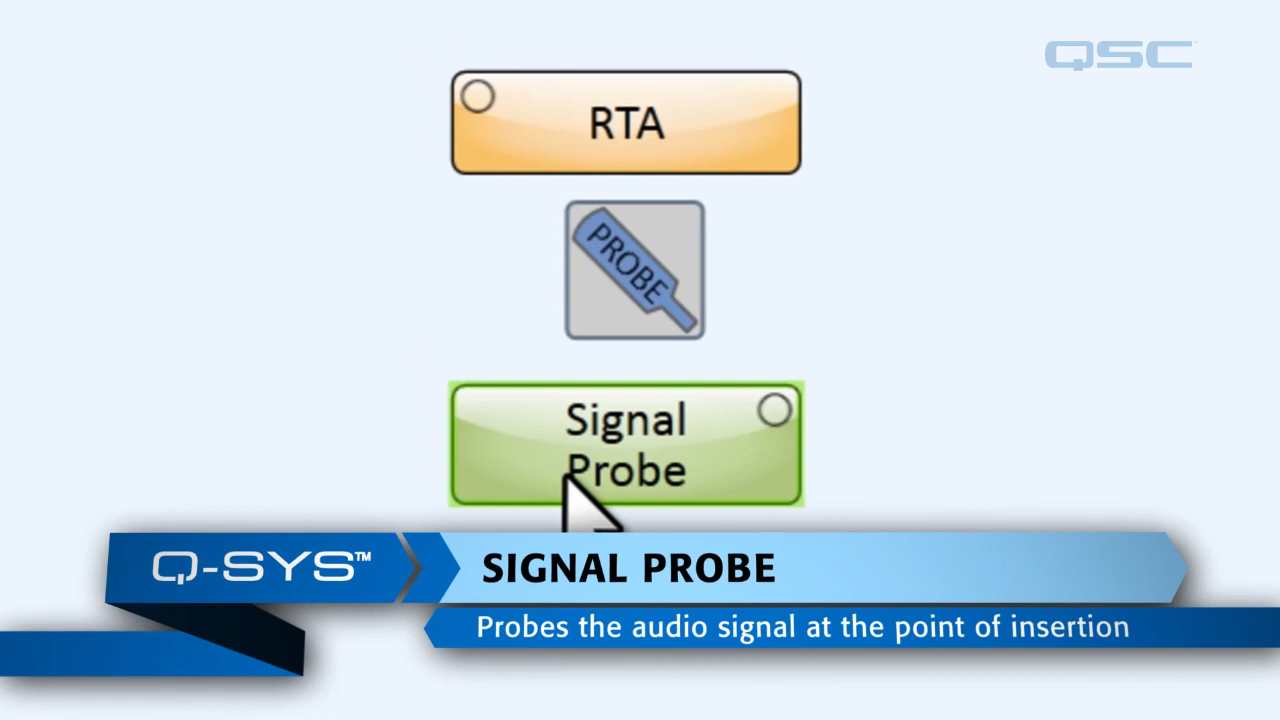 QSC
RTA
PROBE
Signal
Probe
Q-SYS™
SIGNAL PROBE
Probes the audio signal at the point of insertion